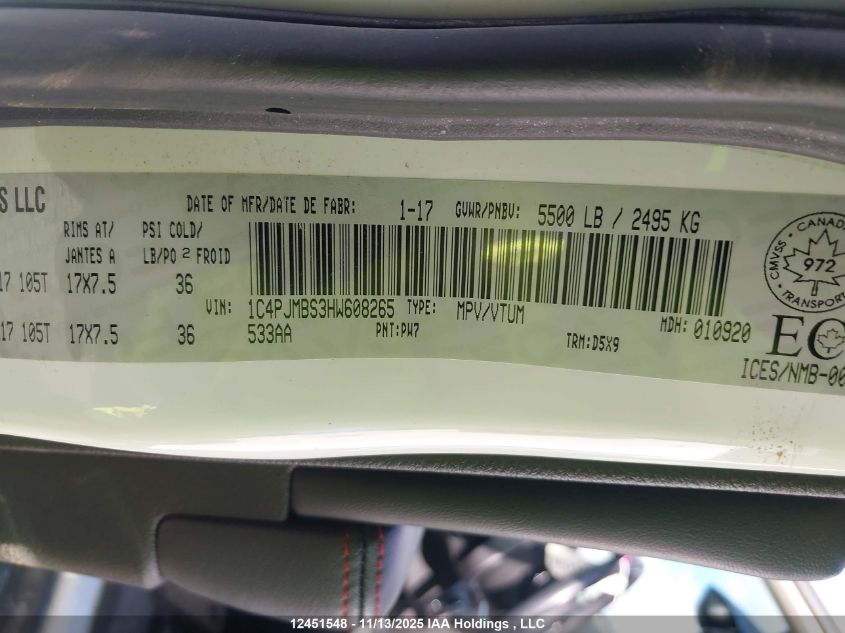 S LLC
DATE OF MFR/DATE DE FABR: 1-17 GVWR/PNBV: 5500 LB / 2495 KG
RIMS AT/ PSI COLD/
JANTES A LB/PO 2 FROID
17 105T 17X7.5 36
VIN: 1C4PJMBS3HW608265 TYPE: MPV/VTUM MDH: 010920
17 105T 17X7.5 36 533AA PNT:PW7 TRM:D5X9
CANADA
CMVSS
972
TRANSPORT
EC
ICES/NMB-00
12451548 - 11/13/2025 IAA Holdings , LLC